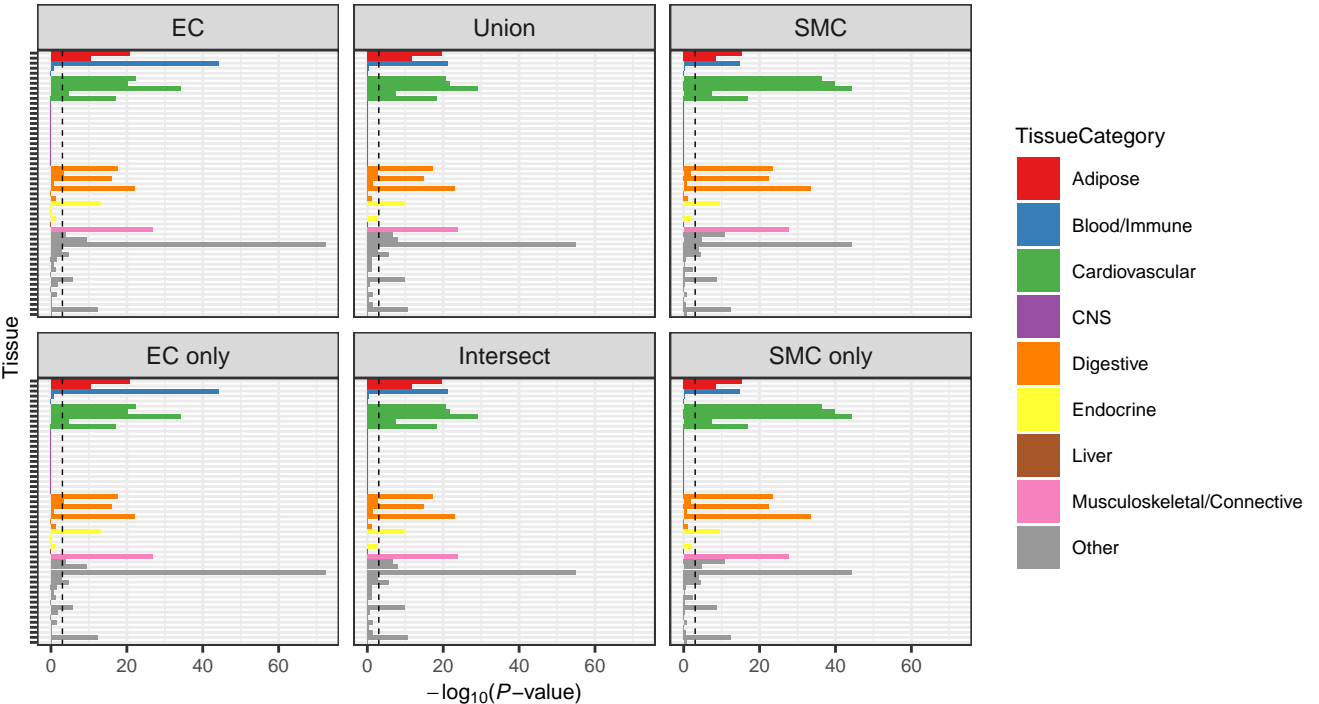 EC
Union
SMC
EC only
Intersect
SMC only
Tissue
0 20 40 60
0 20 40 60
0 20 40 60
−log10(P−value)
TissueCategory
Adipose
Blood/Immune
Cardiovascular
CNS
Digestive
Endocrine
Liver
Musculoskeletal/Connective
Other